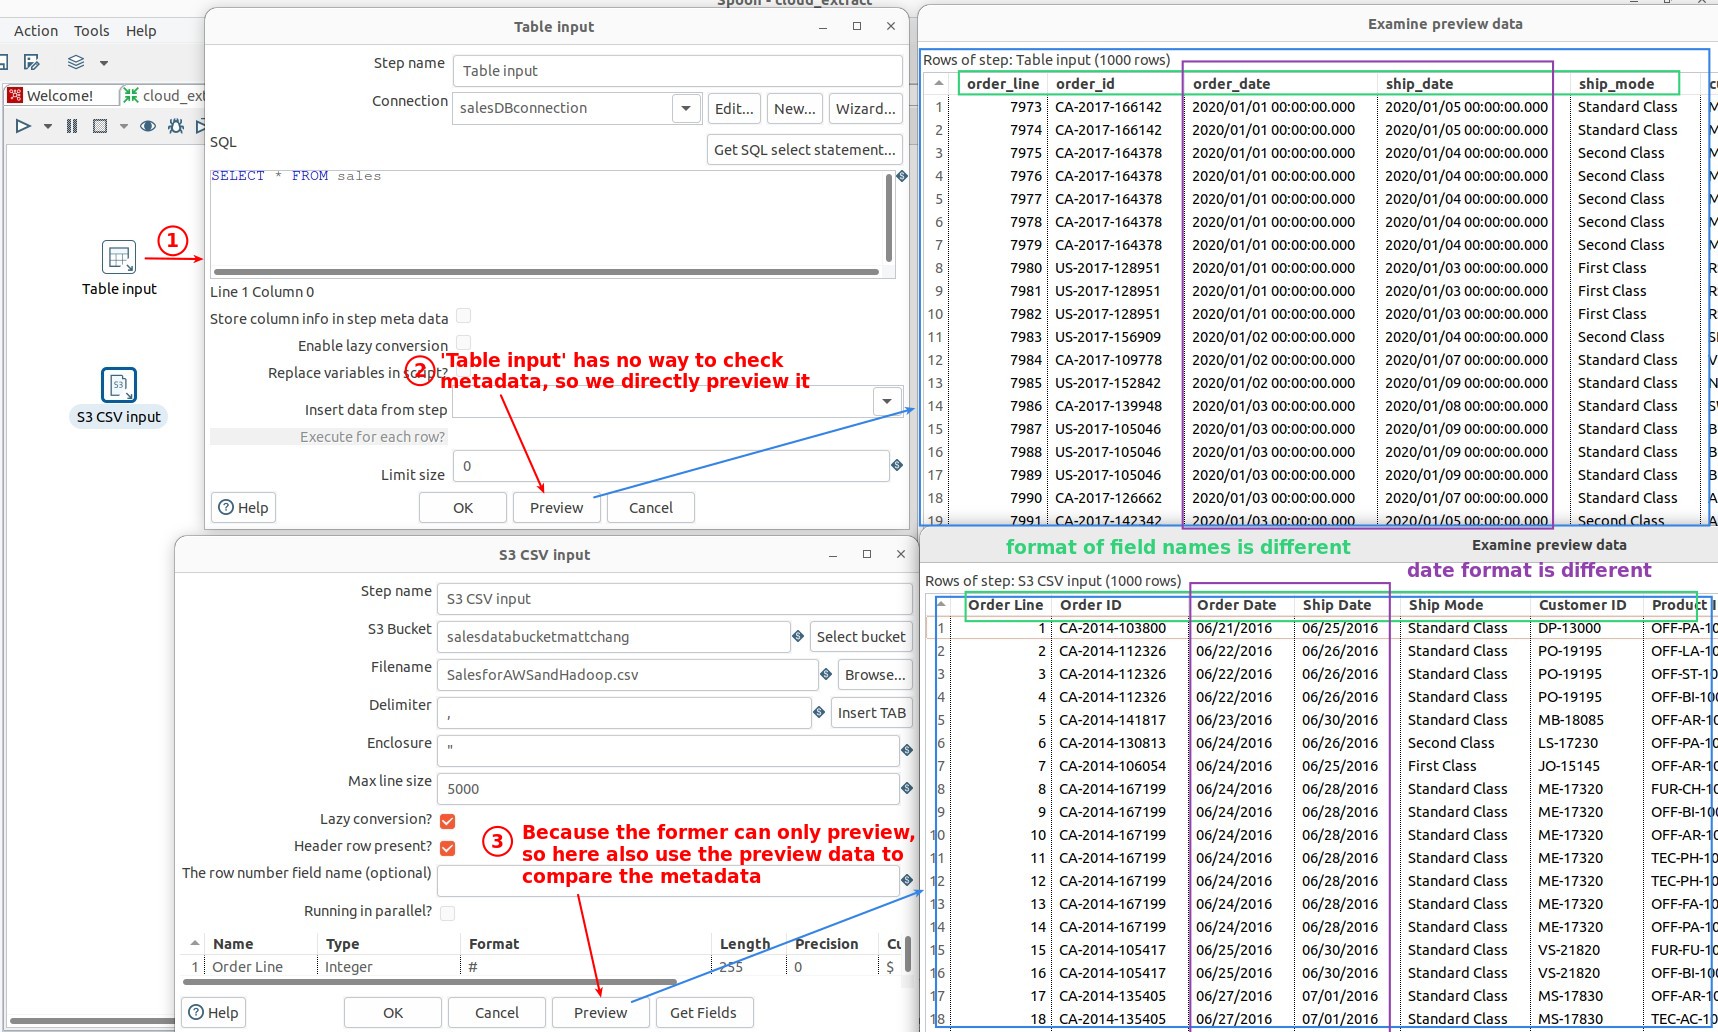 Spoon - cloud_extract
Action Tools Help
Welcome!
cloud_ext
1
Table input
S3 CSV input
Table input
Step name
Table input
Connection
salesDBconnection
Edit...
New...
Wizard...
SQL
Get SQL select statement...
SELECT * FROM sales
Line 1 Column 0
Store column info in step meta data
Enable lazy conversion
Replace variables in script?
2
'Table input' has no way to check
metadata, so we directly preview it
Insert data from step
Execute for each row?
Limit size
0
Help
OK
Preview
Cancel
S3 CSV input
Step name
S3 CSV input
S3 Bucket
salesdatabucketmattchang
Select bucket
Filename
SalesforAWSandHadoop.csv
Browse...
Delimiter
,
Insert TAB
Enclosure
"
Max line size
5000
Lazy conversion?
Header row present?
3
Because the former can only preview,
so here also use the preview data to
compare the metadata
The row number field name (optional)
Running in parallel?
Name Type Format Length Precision Cu
1 Order Line Integer # 255 0 $
Help
OK
Cancel
Preview
Get Fields
Examine preview data
Rows of step: Table input (1000 rows)
order_line order_id order_date ship_date ship_mode
1 7973 CA-2017-166142 2020/01/01 00:00:00.000 2020/01/05 00:00:00.000 Standard Class
2 7974 CA-2017-166142 2020/01/01 00:00:00.000 2020/01/05 00:00:00.000 Standard Class
3 7975 CA-2017-164378 2020/01/01 00:00:00.000 2020/01/04 00:00:00.000 Second Class
4 7976 CA-2017-164378 2020/01/01 00:00:00.000 2020/01/04 00:00:00.000 Second Class
5 7977 CA-2017-164378 2020/01/01 00:00:00.000 2020/01/04 00:00:00.000 Second Class
6 7978 CA-2017-164378 2020/01/01 00:00:00.000 2020/01/04 00:00:00.000 Second Class
7 7979 CA-2017-164378 2020/01/01 00:00:00.000 2020/01/04 00:00:00.000 Second Class
8 7980 US-2017-128951 2020/01/01 00:00:00.000 2020/01/03 00:00:00.000 First Class
9 7981 US-2017-128951 2020/01/01 00:00:00.000 2020/01/03 00:00:00.000 First Class
10 7982 US-2017-128951 2020/01/01 00:00:00.000 2020/01/03 00:00:00.000 First Class
11 7983 US-2017-156909 2020/01/02 00:00:00.000 2020/01/04 00:00:00.000 Second Class
12 7984 CA-2017-109778 2020/01/02 00:00:00.000 2020/01/07 00:00:00.000 Standard Class
13 7985 US-2017-152842 2020/01/02 00:00:00.000 2020/01/09 00:00:00.000 Standard Class
14 7986 CA-2017-139948 2020/01/03 00:00:00.000 2020/01/08 00:00:00.000 Standard Class
15 7987 US-2017-105046 2020/01/03 00:00:00.000 2020/01/09 00:00:00.000 Standard Class
16 7988 US-2017-105046 2020/01/03 00:00:00.000 2020/01/09 00:00:00.000 Standard Class
17 7989 US-2017-105046 2020/01/03 00:00:00.000 2020/01/09 00:00:00.000 Standard Class
18 7990 CA-2017-126662 2020/01/03 00:00:00.000 2020/01/07 00:00:00.000 Standard Class
19 7991 CA-2017-142342 2020/01/03 00:00:00.000 2020/01/05 00:00:00.000 Second Class
format of field names is different
Examine preview data
date format is different
Rows of step: S3 CSV input (1000 rows)
Order Line Order ID Order Date Ship Date Ship Mode Customer ID Product I
1 1 CA-2014-103800 06/21/2016 06/25/2016 Standard Class DP-13000 OFF-PA-10
2 2 CA-2014-112326 06/22/2016 06/26/2016 Standard Class PO-19195 OFF-LA-10
3 3 CA-2014-112326 06/22/2016 06/26/2016 Standard Class PO-19195 OFF-ST-10
4 4 CA-2014-112326 06/22/2016 06/26/2016 Standard Class PO-19195 OFF-BI-100
5 5 CA-2014-141817 06/23/2016 06/30/2016 Standard Class MB-18085 OFF-AR-10
6 6 CA-2014-130813 06/24/2016 06/26/2016 Second Class LS-17230 OFF-PA-10
7 7 CA-2014-106054 06/24/2016 06/25/2016 First Class JO-15145 OFF-AR-10
8 8 CA-2014-167199 06/24/2016 06/28/2016 Standard Class ME-17320 FUR-CH-10
9 9 CA-2014-167199 06/24/2016 06/28/2016 Standard Class ME-17320 OFF-BI-100
10 10 CA-2014-167199 06/24/2016 06/28/2016 Standard Class ME-17320 OFF-AR-10
11 11 CA-2014-167199 06/24/2016 06/28/2016 Standard Class ME-17320 TEC-PH-10
12 12 CA-2014-167199 06/24/2016 06/28/2016 Standard Class ME-17320 TEC-PH-10
13 13 CA-2014-167199 06/24/2016 06/28/2016 Standard Class ME-17320 OFF-FA-10
14 14 CA-2014-167199 06/24/2016 06/28/2016 Standard Class ME-17320 OFF-PA-10
15 15 CA-2014-105417 06/25/2016 06/30/2016 Standard Class VS-21820 FUR-FU-10
16 16 CA-2014-105417 06/25/2016 06/30/2016 Standard Class VS-21820 OFF-BI-100
17 17 CA-2014-135405 06/27/2016 07/01/2016 Standard Class MS-17830 OFF-AR-10
18 18 CA-2014-135405 06/27/2016 07/01/2016 Standard Class MS-17830 TEC-AC-10